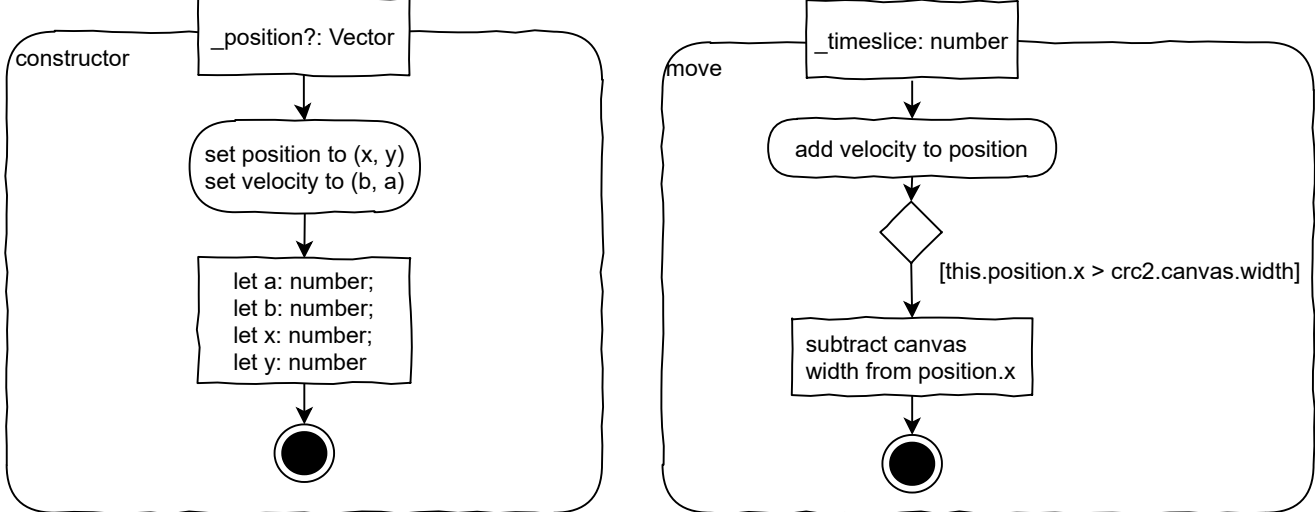 _position?: Vector
constructor
set position to (x, y)
set velocity to (b, a)
let a: number;
let b: number;
let x: number;
let y: number
_timeslice: number
move
add velocity to position
[this.position.x > crc2.canvas.width]
subtract canvas
width from position.x